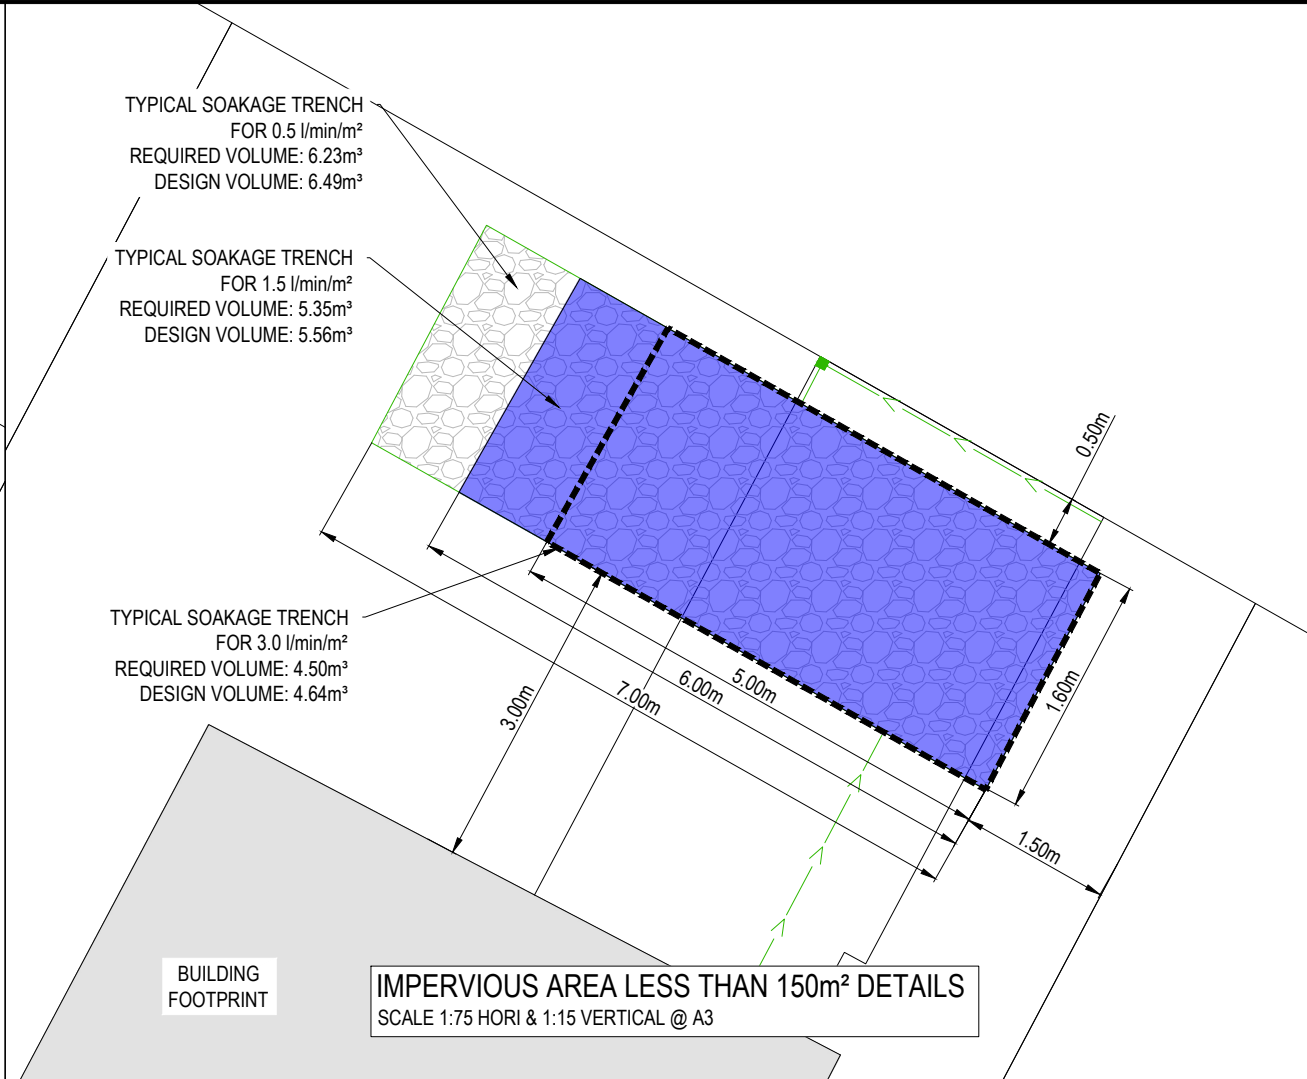 TYPICAL SOAKAGE TRENCH
FOR 0.5 l/min/m²
REQUIRED VOLUME: 6.23m³
DESIGN VOLUME: 6.49m³
TYPICAL SOAKAGE TRENCH
FOR 1.5 l/min/m²
REQUIRED VOLUME: 5.35m³
DESIGN VOLUME: 5.56m³
0.50m
TYPICAL SOAKAGE TRENCH
FOR 3.0 l/min/m²
REQUIRED VOLUME: 4.50m³
DESIGN VOLUME: 4.64m³
3.00m
7.00m
6.00m
5.00m
1.60m
1.50m
BUILDING
FOOTPRINT
IMPERVIOUS AREA LESS THAN 150m² DETAILS
SCALE 1:75 HORI & 1:15 VERTICAL @ A3